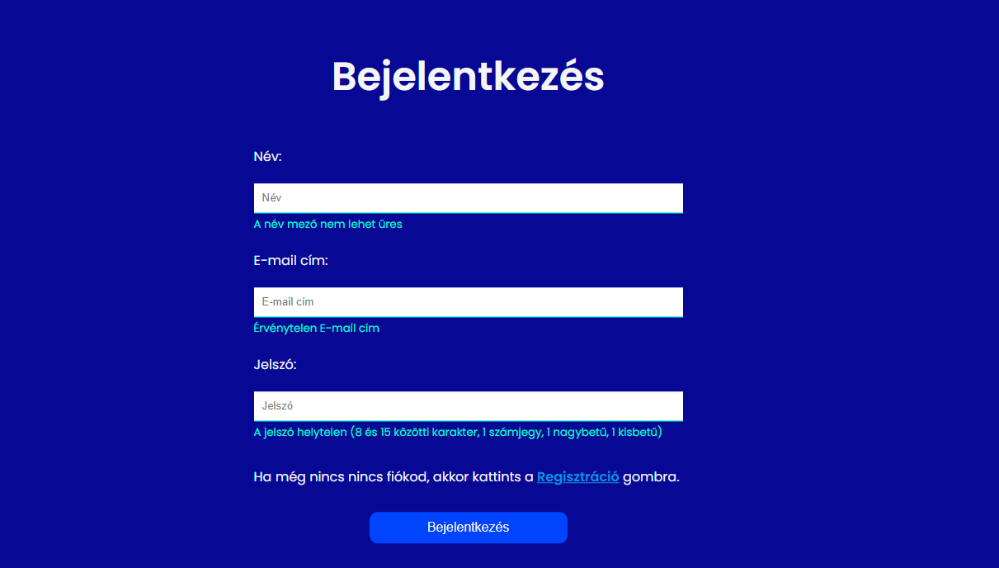 Bejelentkezés
Név:
Név
A név mező nem lehet üres
E-mail cím:
E-mail cím
Érvénytelen E-mail cím
Jelszó:
Jelszó
A jelszó helytelen (8 és 15 közötti karakter, 1 számjegy, 1 nagybetű, 1 kisbetű)
Ha még nincs nincs fiókod, akkor kattints a Regisztráció gombra.
Bejelentkezés